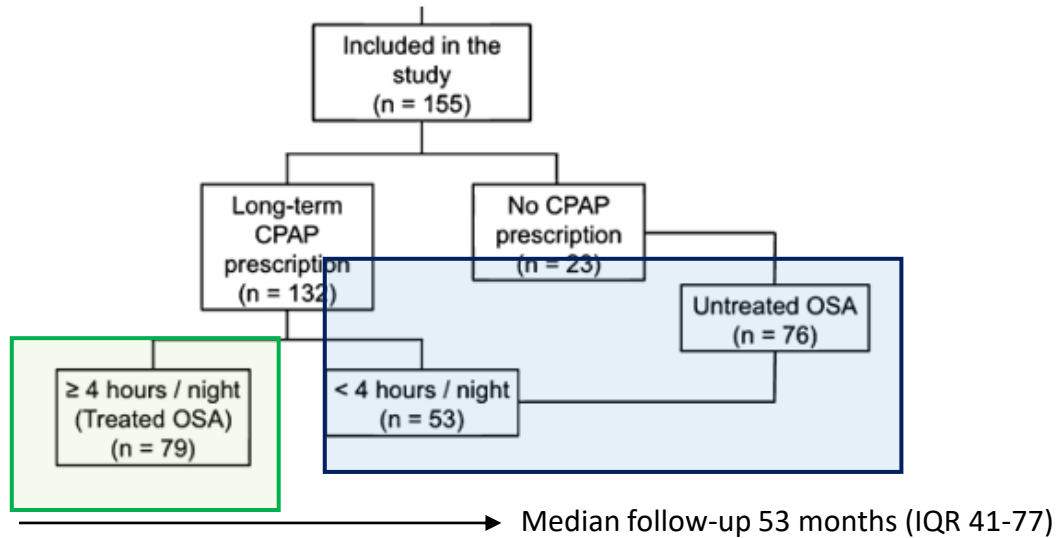 Included in the
study
(n = 155)
Long-term
CPAP
prescription
(n = 132)
No CPAP
prescription
(n = 23)
Untreated OSA
(n = 76)
≥ 4 hours / night
(Treated OSA)
(n = 79)
< 4 hours / night
(n = 53)
Median follow-up 53 months (IQR 41-77)